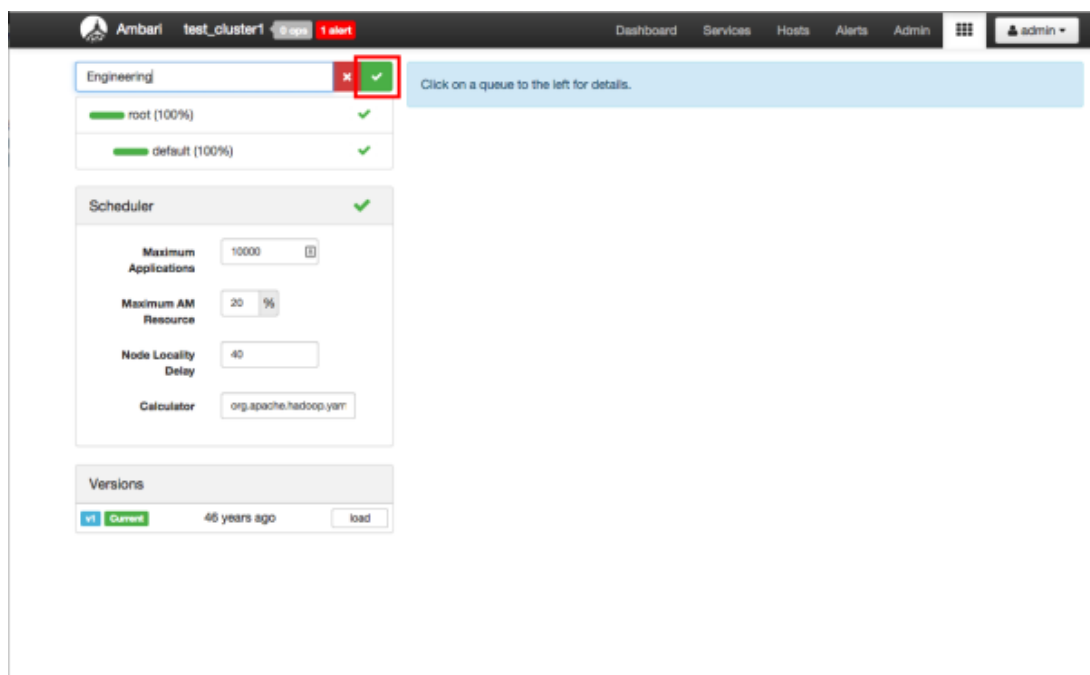 Ambari test_cluster1 0 ops 1 alert Dashboard Services Hosts Alerts Admin admin
Engineering
Click on a queue to the left for details.
root (100%)
default (100%)
Scheduler
Maximum Applications 10000
Maximum AM Resource 20 %
Node Locality Delay 40
Calculator org.apache.hadoop.yarn
Versions
v1 Current 46 years ago load